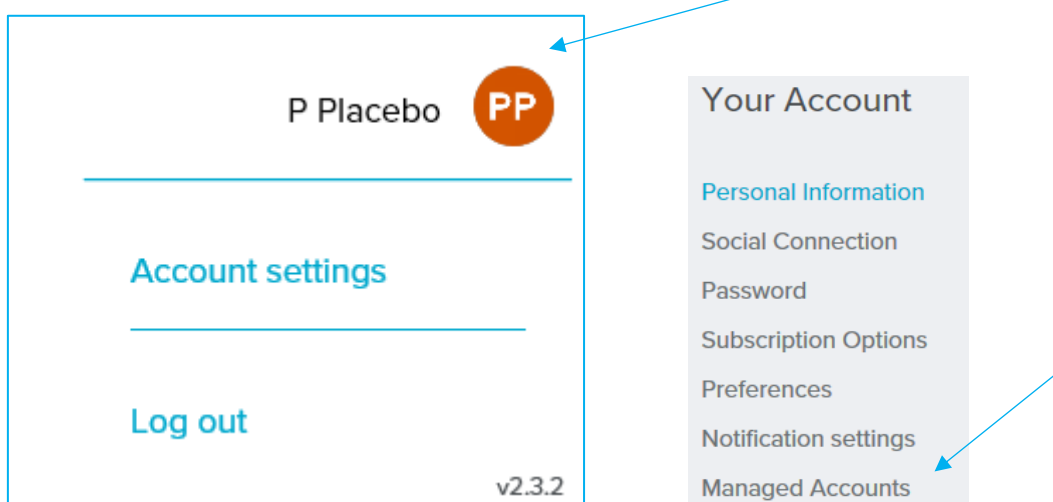 P Placebo PP
Account settings
Log out
v2.3.2
Your Account
Personal Information
Social Connection
Password
Subscription Options
Preferences
Notification settings
Managed Accounts